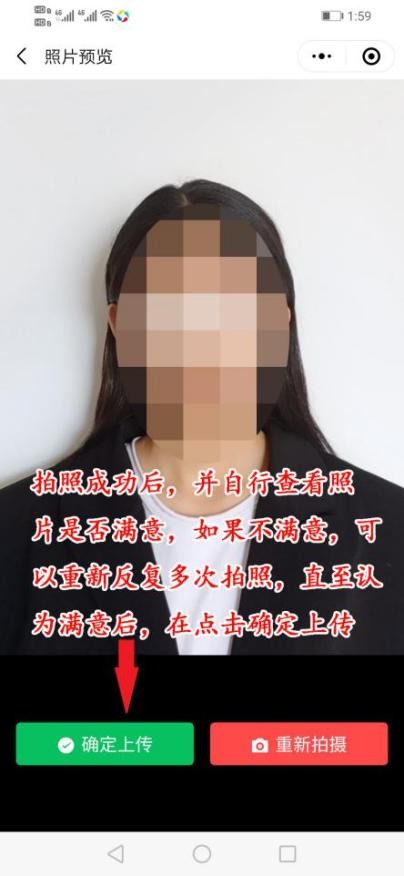 1:59
照片预览
拍照成功后，并自行查看照
片是否满意，如果不满意，可
以重新反复多次拍照，直至认
为满意后，在点击确定上传
确定上传
重新拍摄